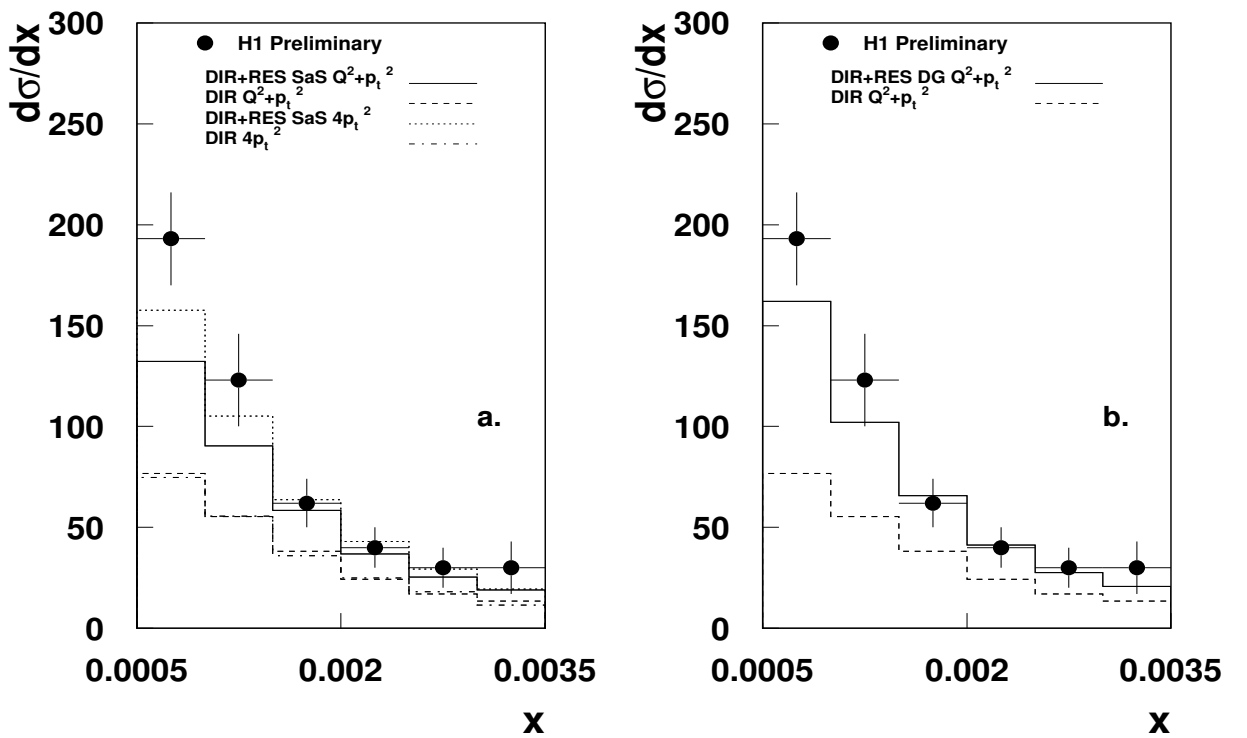 dσ/dx
300
250
200
150
100
50
0
H1 Preliminary
DIR+RES SaS Q²+pₜ²
DIR Q²+pₜ²
DIR+RES SaS 4pₜ²
DIR 4pₜ²
a.
0.0005
0.002
0.0035
x
dσ/dx
300
250
200
150
100
50
0
H1 Preliminary
DIR+RES DG Q²+pₜ²
DIR Q²+pₜ²
b.
0.0005
0.002
0.0035
x